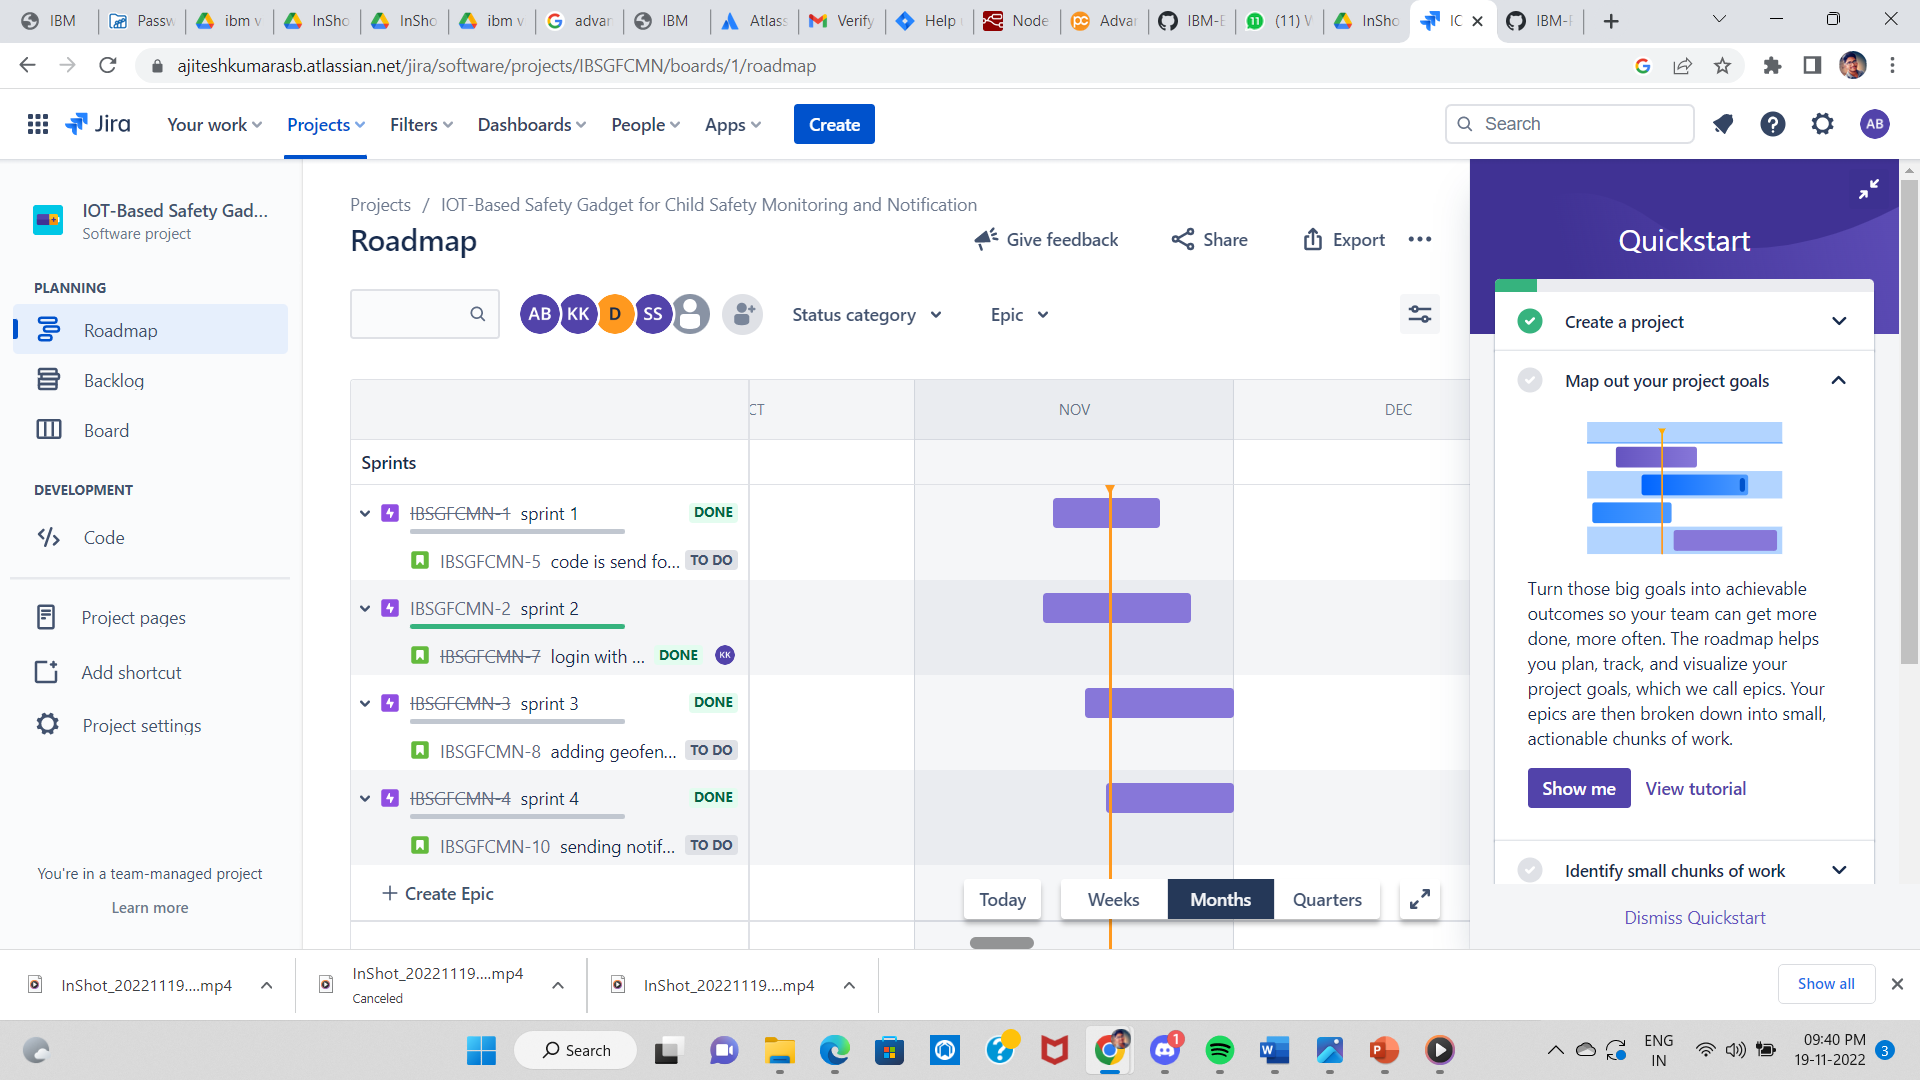 IBM
Passw
ibm v
InSho
InSho
ibm v
advan
IBM
Atlass
Verify
Help
Node
Advan
IBM-E
(11) W
InSho
IC
IBM-F
ajiteshkumarasb.atlassian.net/jira/software/projects/IBSGFCMN/boards/1/roadmap
Jira
Your work
Projects
Filters
Dashboards
People
Apps
Create
Search
AB
IOT-Based Safety Gad...
Software project
PLANNING
Roadmap
Backlog
Board
DEVELOPMENT
Code
Project pages
Add shortcut
Project settings
You're in a team-managed project
Learn more
Projects / IOT-Based Safety Gadget for Child Safety Monitoring and Notification
Roadmap
Give feedback
Share
Export
AB KK D SS
Status category
Epic
CT NOV DEC
Sprints
IBSGFCMN-1 sprint 1 DONE
IBSGFCMN-5 code is send fo... TO DO
IBSGFCMN-2 sprint 2
IBSGFCMN-7 login with ... DONE KK
IBSGFCMN-3 sprint 3 DONE
IBSGFCMN-8 adding geofen... TO DO
IBSGFCMN-4 sprint 4 DONE
IBSGFCMN-10 sending notif... TO DO
+ Create Epic
Today Weeks Months Quarters
Quickstart
Create a project
Map out your project goals
Turn those big goals into achievable
outcomes so your team can get more
done, more often. The roadmap helps
you plan, track, and visualize your
project goals, which we call epics. Your
epics are then broken down into small,
actionable chunks of work.
Show me View tutorial
Identify small chunks of work
Dismiss Quickstart
InShot_20221119....mp4
InShot_20221119....mp4
Canceled
InShot_20221119....mp4
Show all
Search
1
ENG
IN
09:40 PM
19-11-2022
3